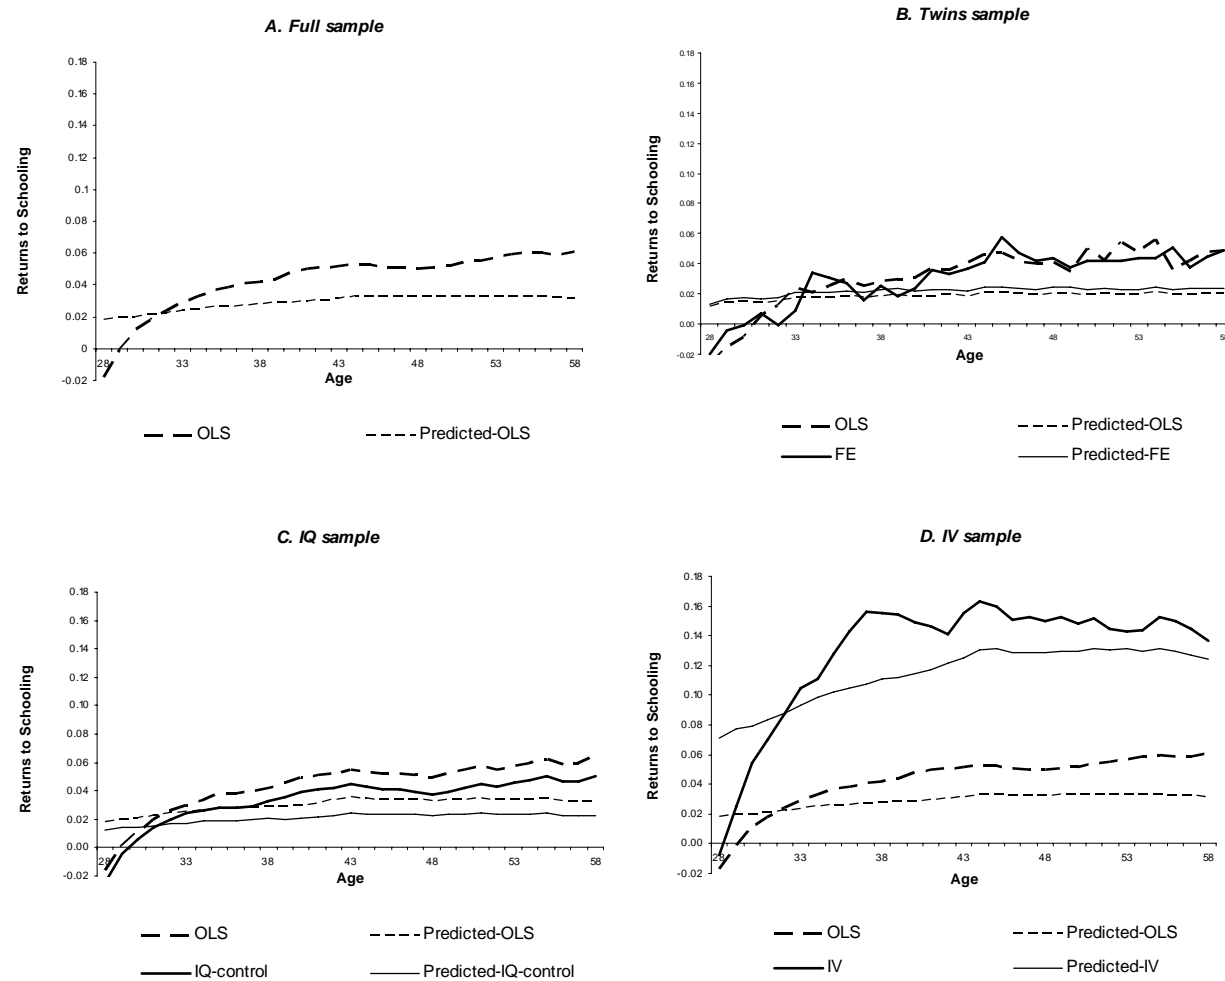 A. Full sample
Returns to Schooling
0.18
0.16
0.14
0.12
0.1
0.08
0.06
0.04
0.02
0
-0.02
28 33 38 43 48 53 58
Age
OLS Predicted-OLS
B. Twins sample
Returns to Schooling
0.18
0.16
0.14
0.12
0.10
0.08
0.06
0.04
0.02
0.00
-0.02
28 33 38 43 48 53
Age
OLS Predicted-OLS
FE Predicted-FE
C. IQ sample
Returns to Schooling
0.18
0.16
0.14
0.12
0.10
0.08
0.06
0.04
0.02
0.00
-0.02
28 33 38 43 48 53 58
Age
OLS Predicted-OLS
IQ-control Predicted-IQ-control
D. IV sample
Returns to Schooling
0.18
0.16
0.14
0.12
0.10
0.08
0.06
0.04
0.02
0.00
-0.02
28 33 38 43 48 53 58
Age
OLS Predicted-OLS
IV Predicted-IV